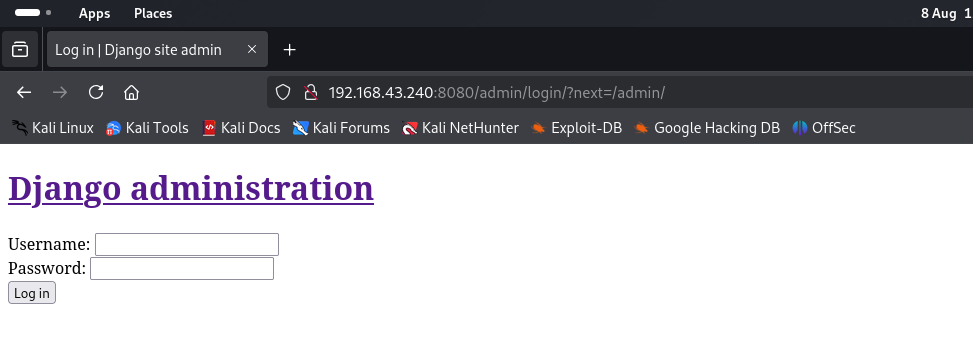 Apps Places 8 Aug 1
Log in | Django site admin
192.168.43.240:8080/admin/login/?next=/admin/
Kali Linux Kali Tools Kali Docs Kali Forums Kali NetHunter Exploit-DB Google Hacking DB OffSec
Django administration
Username:
Password:
Log in